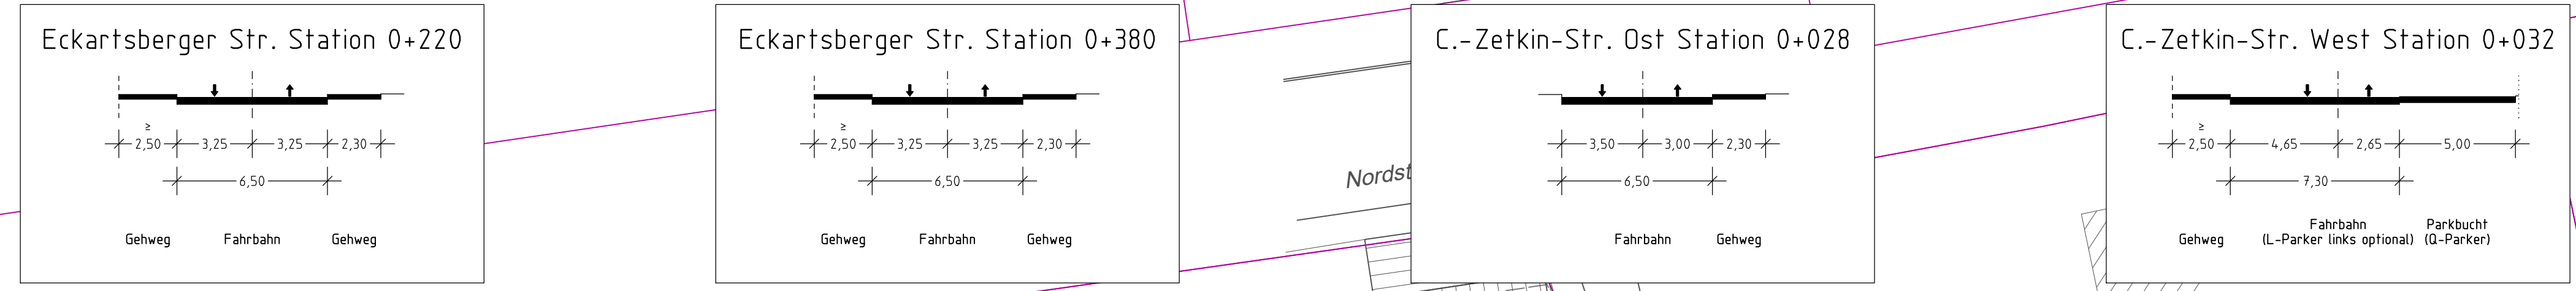 Eckartsberger Str. Station 0+220
≥
2,50 3,25 3,25 2,30
6,50
Gehweg Fahrbahn Gehweg
Eckartsberger Str. Station 0+380
≥
2,50 3,25 3,25 2,30
6,50
Gehweg Fahrbahn Gehweg
Nordst
C.-Zetkin-Str. Ost Station 0+028
3,50 3,00 2,30
6,50
Fahrbahn Gehweg
C.-Zetkin-Str. West Station 0+032
≥
2,50 4,65 2,65 5,00
7,30
Fahrbahn Parkbucht
Gehweg (L-Parker links optional) (Q-Parker)